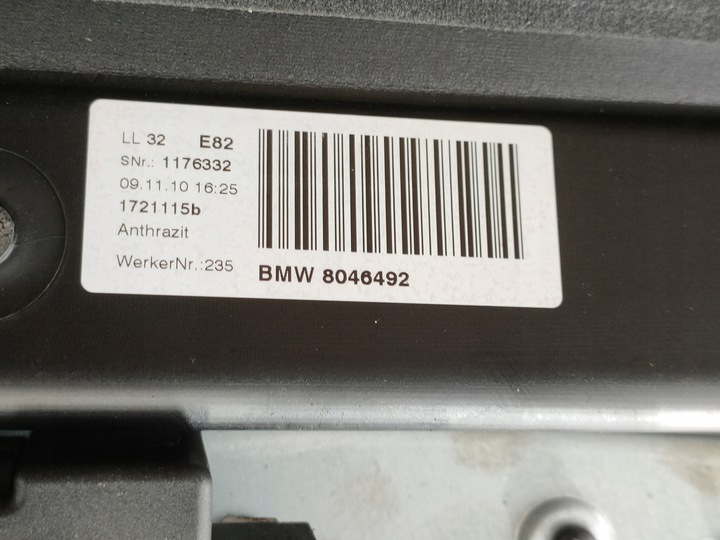 LL 32 E82
SNr.: 1176332
09.11.10 16:25
1721115b
Anthrazit
WerkerNr.:235
BMW 8046492